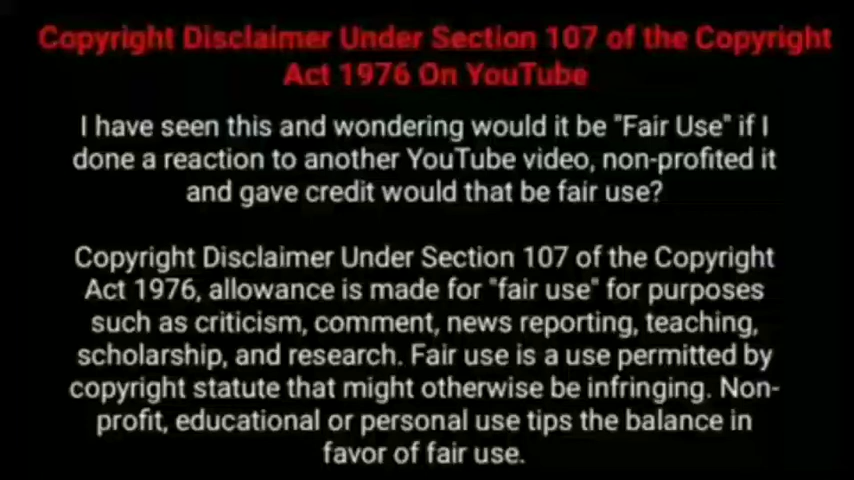 Copyright Disclaimer Under Section 107 of the Copyright
Act 1976 On YouTube
I have seen this and wondering would it be "Fair Use" if I
done a reaction to another YouTube video, non-profited it
and gave credit would that be fair use?
Copyright Disclaimer Under Section 107 of the Copyright
Act 1976, allowance is made for "fair use" for purposes
such as criticism, comment, news reporting, teaching,
scholarship, and research. Fair use is a use permitted by
copyright statute that might otherwise be infringing. Non-
profit, educational or personal use tips the balance in
favor of fair use.